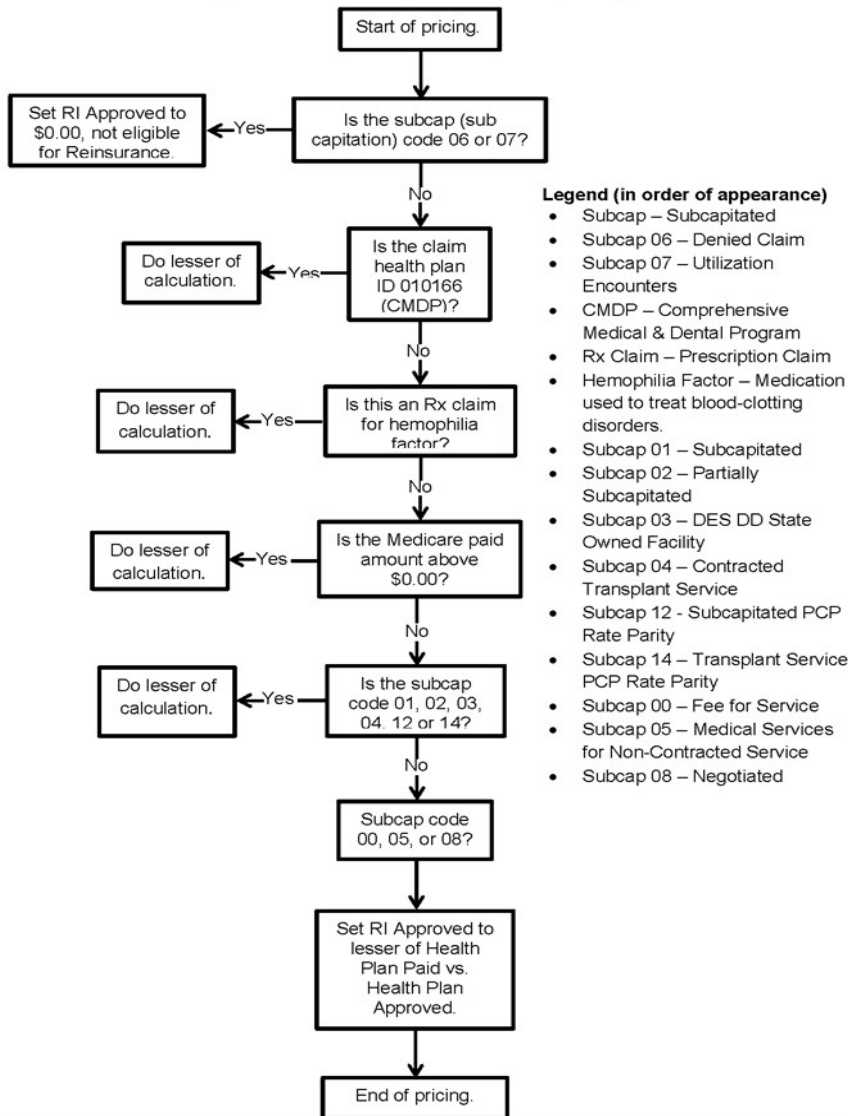 Start of pricing.
Is the subcap (sub
capitation) code 06 or 07?
Yes
Set RI Approved to
$0.00, not eligible
for Reinsurance.
No
Is the claim
health plan
ID 010166
(CMDP)?
Yes
Do lesser of
calculation.
No
Is this an Rx claim
for hemophilia
factor?
Yes
Do lesser of
calculation.
No
Is the Medicare paid
amount above
$0.00?
Yes
Do lesser of
calculation.
No
Is the subcap
code 01, 02, 03,
04, 12 or 14?
Yes
Do lesser of
calculation.
No
Subcap code
00, 05, or 08?
Set RI Approved to
lesser of Health
Plan Paid vs.
Health Plan
Approved.
End of pricing.
Legend (in order of appearance)
• Subcap – Subcapitated
• Subcap 06 – Denied Claim
• Subcap 07 – Utilization
Encounters
• CMDP – Comprehensive
Medical & Dental Program
• Rx Claim – Prescription Claim
• Hemophilia Factor – Medication
used to treat blood-clotting
disorders.
• Subcap 01 – Subcapitated
• Subcap 02 – Partially
Subcapitated
• Subcap 03 – DES DD State
Owned Facility
• Subcap 04 – Contracted
Transplant Service
• Subcap 12 - Subcapitated PCP
Rate Parity
• Subcap 14 – Transplant Service
PCP Rate Parity
• Subcap 00 – Fee for Service
• Subcap 05 – Medical Services
for Non-Contracted Service
• Subcap 08 – Negotiated